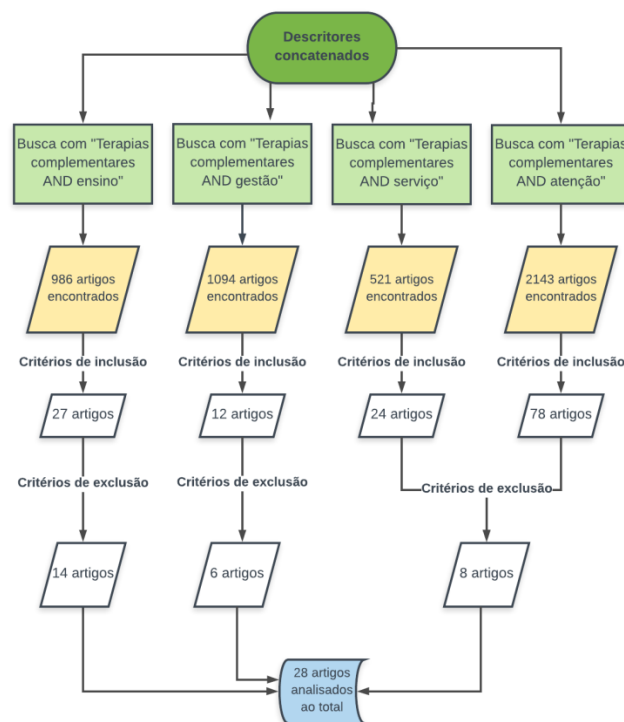 Descritores
concatenados
Busca com "Terapias
complementares
AND ensino"
Busca com "Terapias
complementares
AND gestão"
Busca com "Terapias
complementares
AND serviço"
Busca com "Terapias
complementares
AND atenção"
986 artigos
encontrados
1094 artigos
encontrados
521 artigos
encontrados
2143 artigos
encontrados
Critérios de inclusão
Critérios de inclusão
Critérios de inclusão
Critérios de inclusão
27 artigos
12 artigos
24 artigos
78 artigos
Critérios de exclusão
Critérios de exclusão
Critérios de exclusão
14 artigos
6 artigos
8 artigos
28 artigos
analisados
ao total